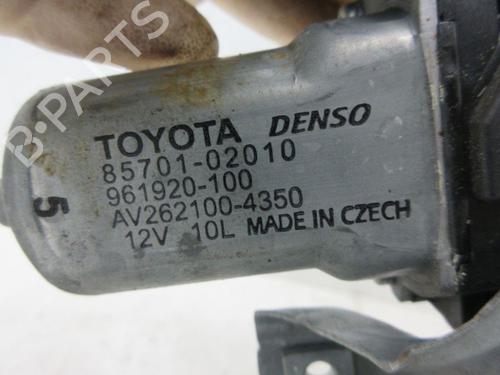 B-PARTS
TOYOTA DENSO
85701-02010
961920-100
AV262100-4350
12V 10L MADE IN CZECH
5